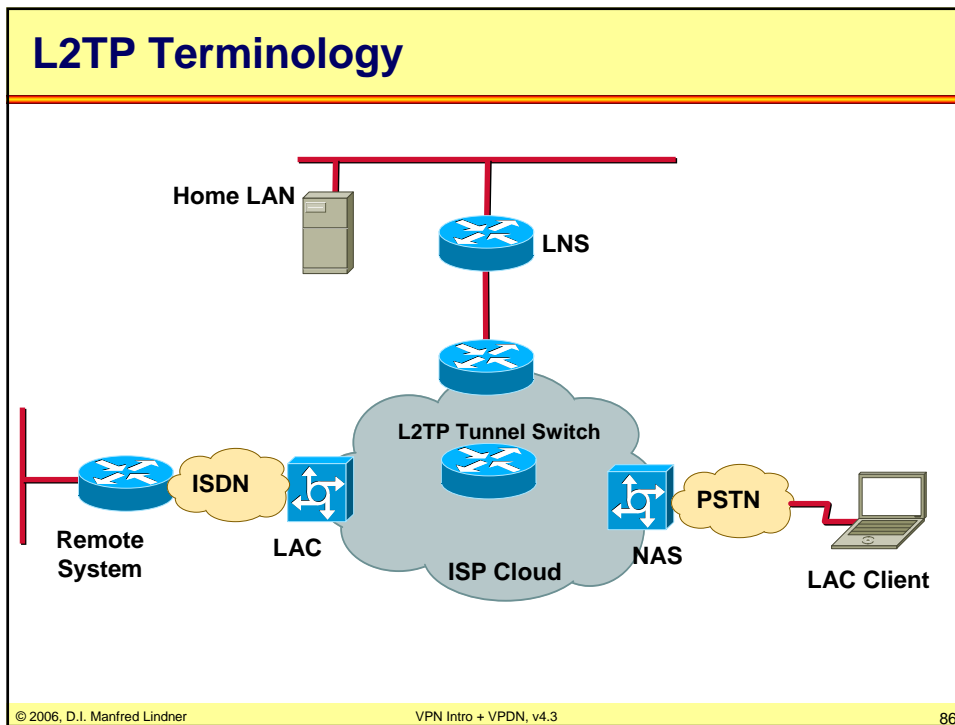 L2TP Terminology
Home LAN
LNS
L2TP Tunnel Switch
ISDN
PSTN
Remote
System
LAC
ISP Cloud
NAS
LAC Client
© 2006, D.I. Manfred Lindner
VPN Intro + VPDN, v4.3
86